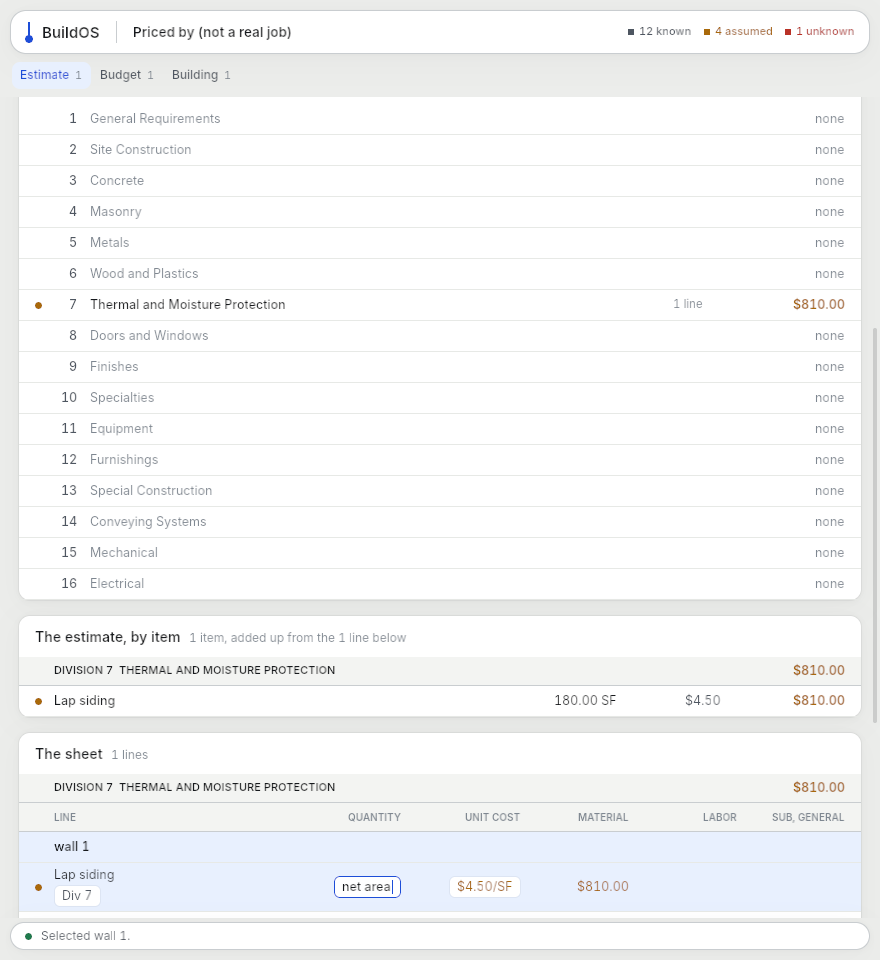 BuildOS Priced by (not a real job) 12 known 4 assumed 1 unknown
Estimate 1 Budget 1 Building 1
1 General Requirements none
2 Site Construction none
3 Concrete none
4 Masonry none
5 Metals none
6 Wood and Plastics none
7 Thermal and Moisture Protection 1 line $810.00
8 Doors and Windows none
9 Finishes none
10 Specialties none
11 Equipment none
12 Furnishings none
13 Special Construction none
14 Conveying Systems none
15 Mechanical none
16 Electrical none
The estimate, by item 1 item, added up from the 1 line below
DIVISION 7 THERMAL AND MOISTURE PROTECTION $810.00
Lap siding 180.00 SF $4.50 $810.00
The sheet 1 lines
DIVISION 7 THERMAL AND MOISTURE PROTECTION $810.00
LINE QUANTITY UNIT COST MATERIAL LABOR SUB, GENERAL
wall 1
Lap siding
Div 7 net area $4.50/SF $810.00
Selected wall 1.